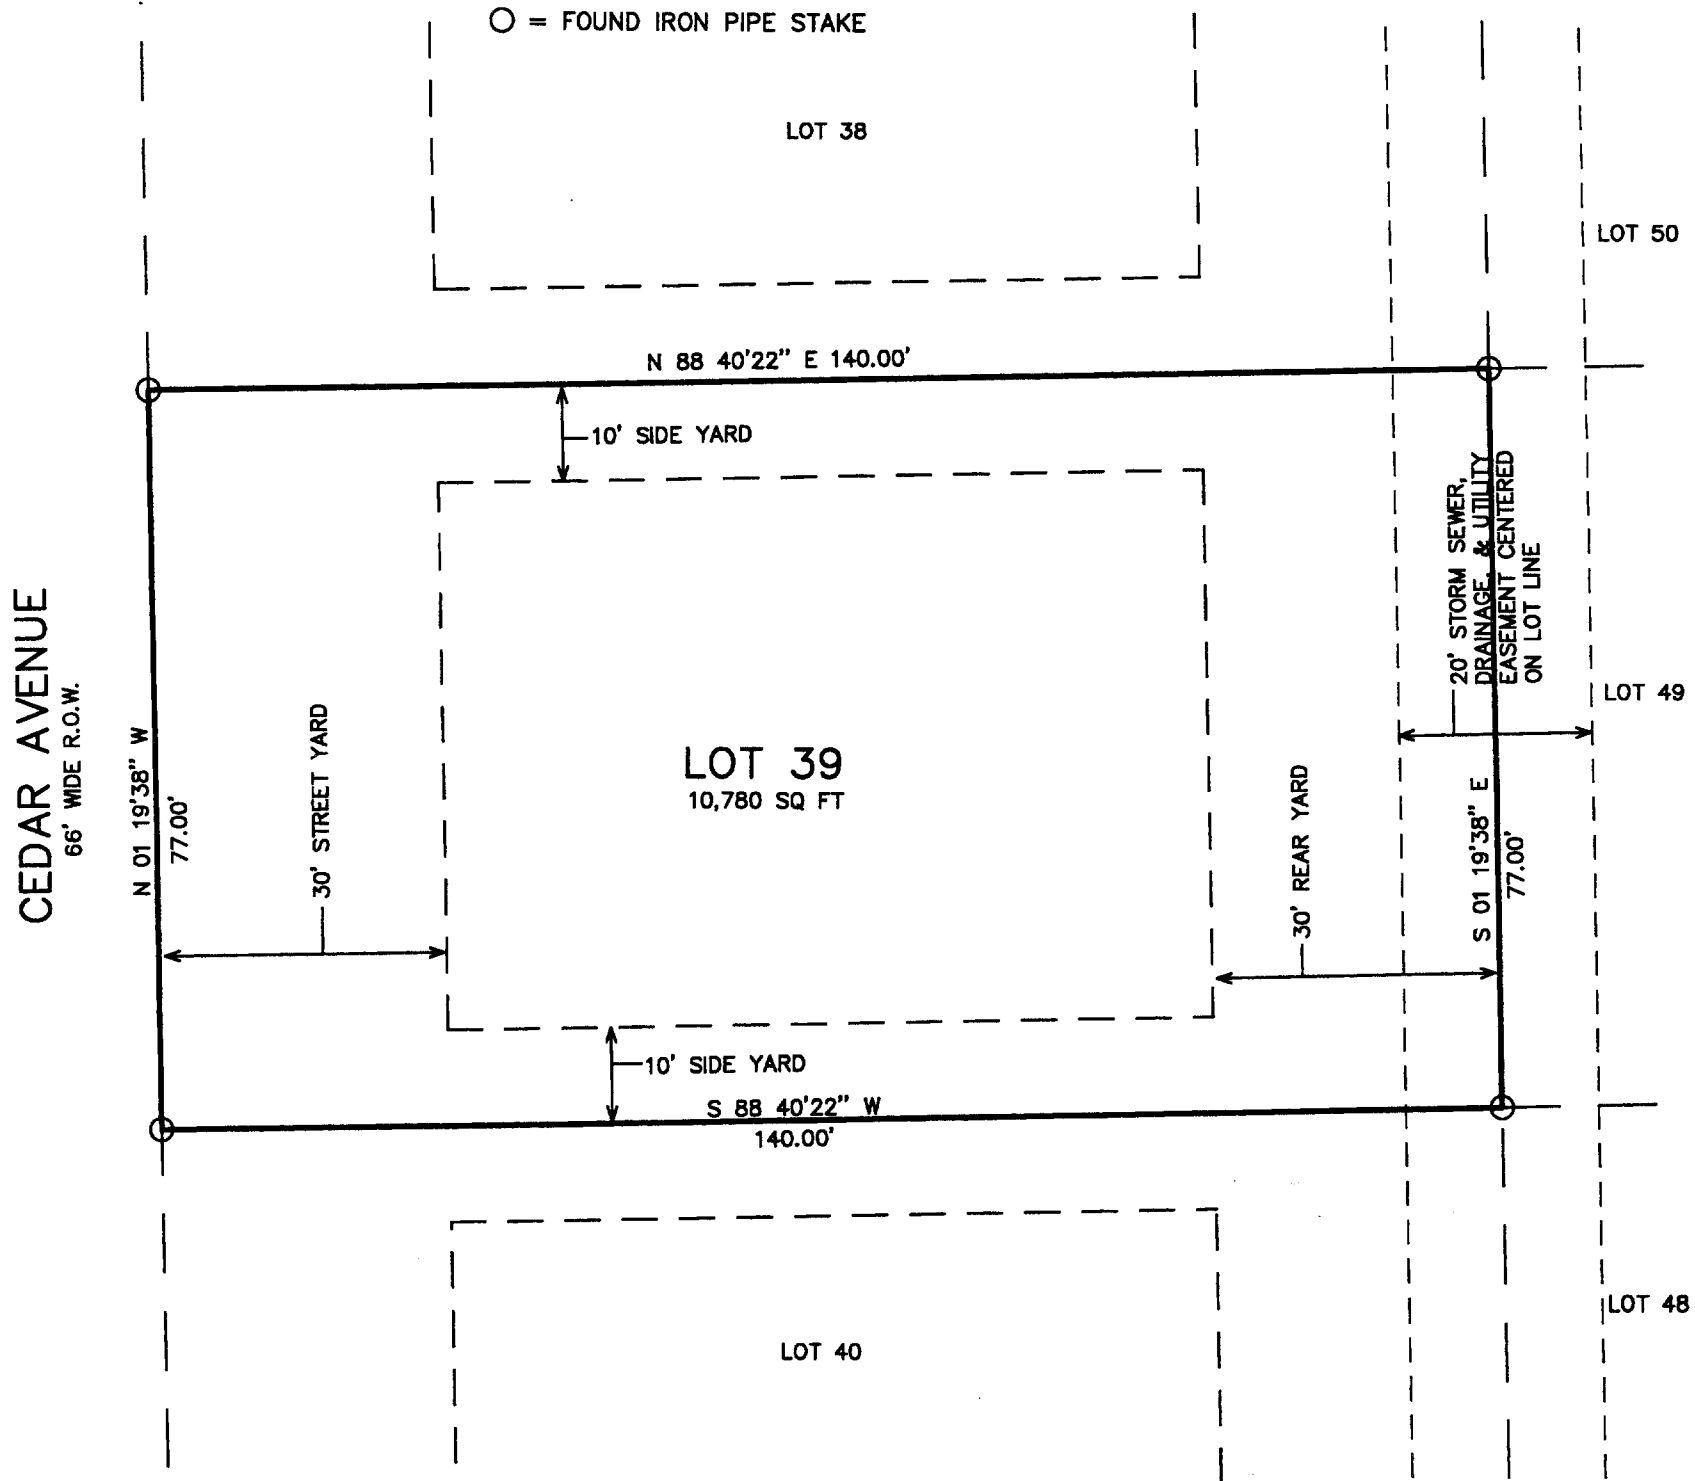 = FOUND IRON PIPE STAKE
LOT 38
LOT 50
N 88 40'22" E 140.00'
10' SIDE YARD
20' STORM SEWER,
DRAINAGE, & UTILITY
EASEMENT CENTERED
ON LOT LINE
CEDAR AVENUE
66' WIDE R.O.W.
N 01 19'38" W
77.00'
30' STREET YARD
LOT 39
10,780 SQ FT
30' REAR YARD
S 01 19'38" E
77.00'
LOT 49
10' SIDE YARD
S 88 40'22" W
140.00'
LOT 40
LOT 48